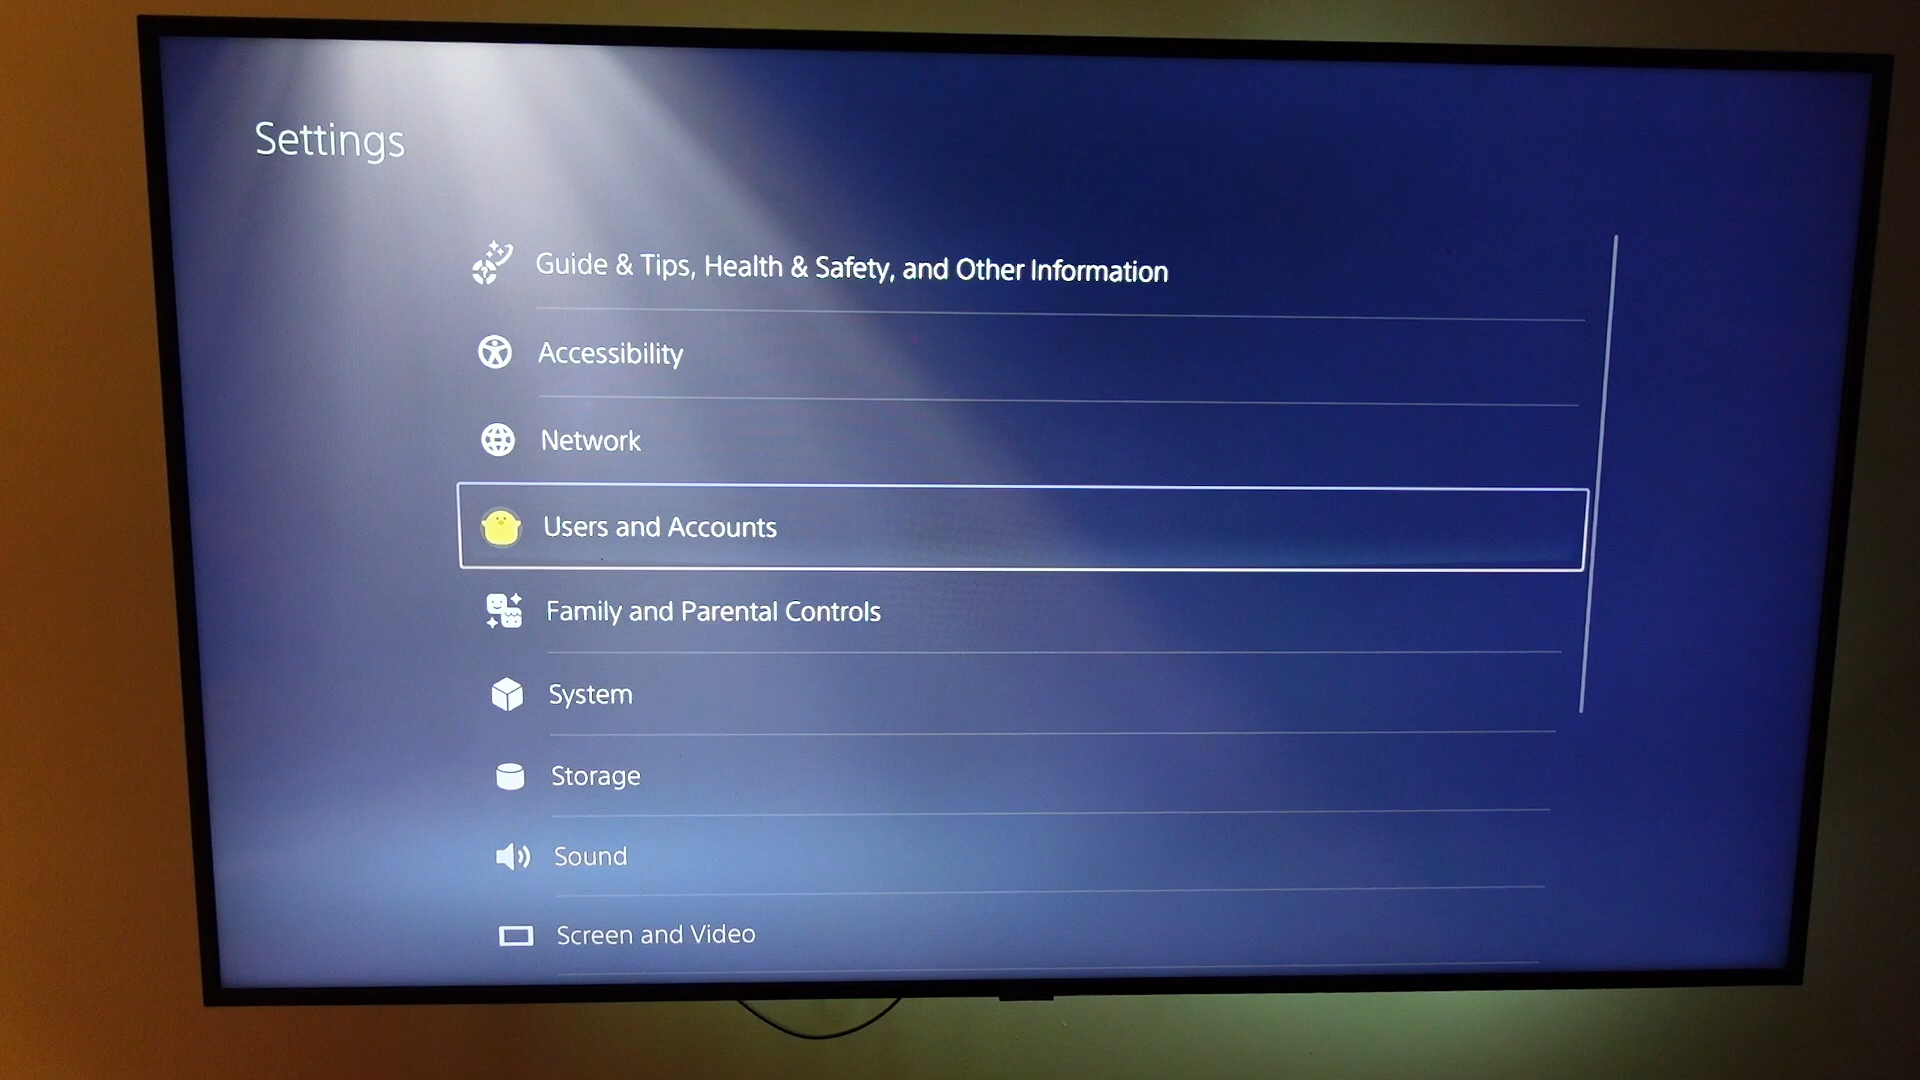 Settings
Guide & Tips, Health & Safety, and Other Information
Accessibility
Network
Users and Accounts
Family and Parental Controls
System
Storage
Sound
Screen and Video